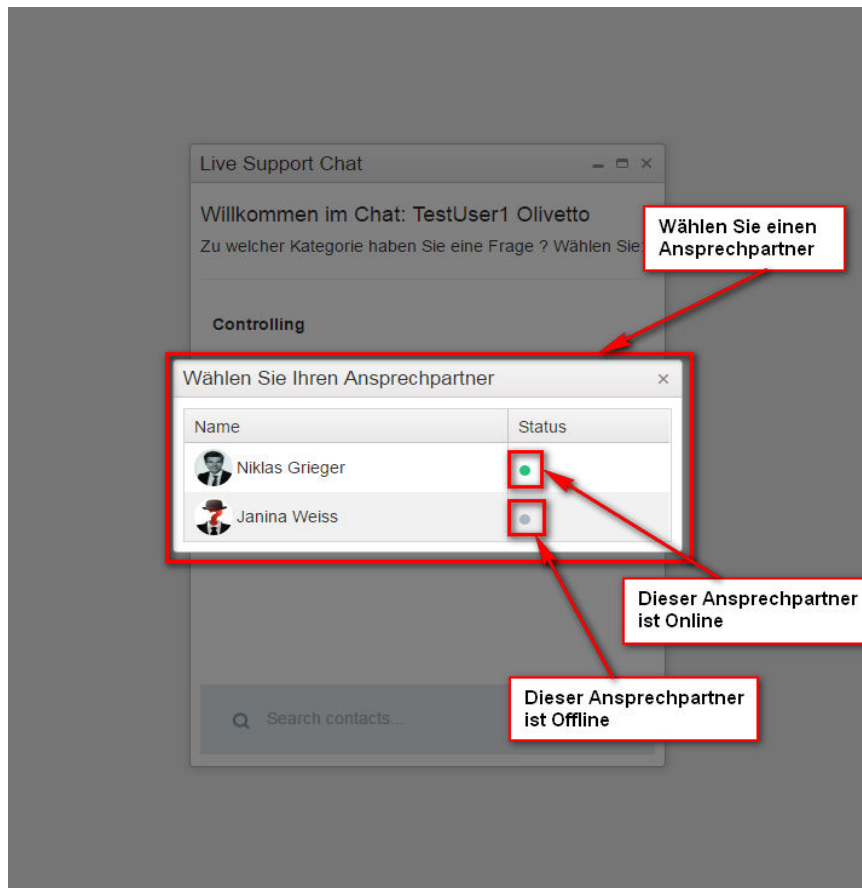 Live Support Chat
Willkommen im Chat: TestUser1 Olivetto
Zu welcher Kategorie haben Sie eine Frage ? Wählen Sie:
Wählen Sie einen
Ansprechpartner
Controlling
Wählen Sie Ihren Ansprechpartner
Name Status
Niklas Grieger
Janina Weiss
Dieser Ansprechpartner
ist Online
Dieser Ansprechpartner
ist Offline
Search contacts...